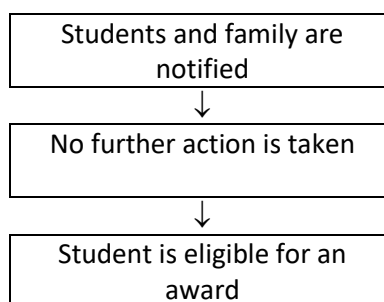 Students and family are
notified
↓
No further action is taken
↓
Student is eligible for an
award